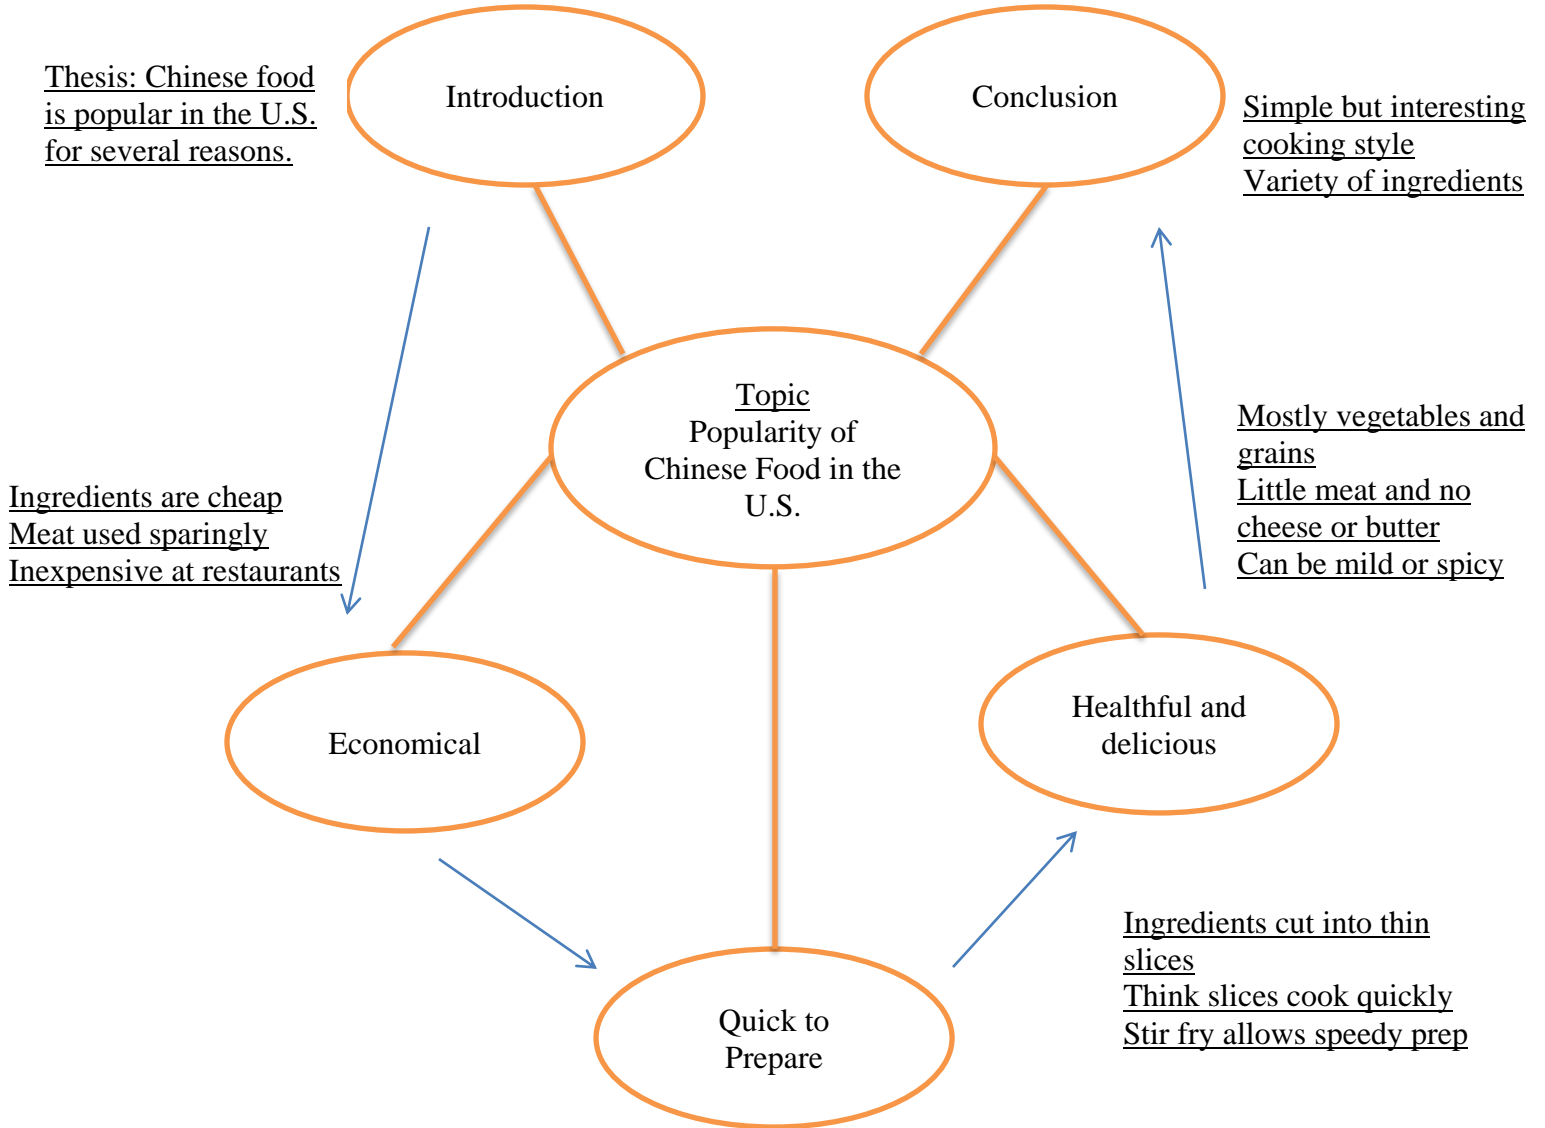 Introduction
Thesis: Chinese food
is popular in the U.S.
for several reasons.
Conclusion
Simple but interesting
cooking style
Variety of ingredients
Topic
Popularity of
Chinese Food in the
U.S.
Ingredients are cheap
Meat used sparingly
Inexpensive at restaurants
Economical
Mostly vegetables and
grains
Little meat and no
cheese or butter
Can be mild or spicy
Healthful and
delicious
Quick to
Prepare
Ingredients cut into thin
slices
Think slices cook quickly
Stir fry allows speedy prep